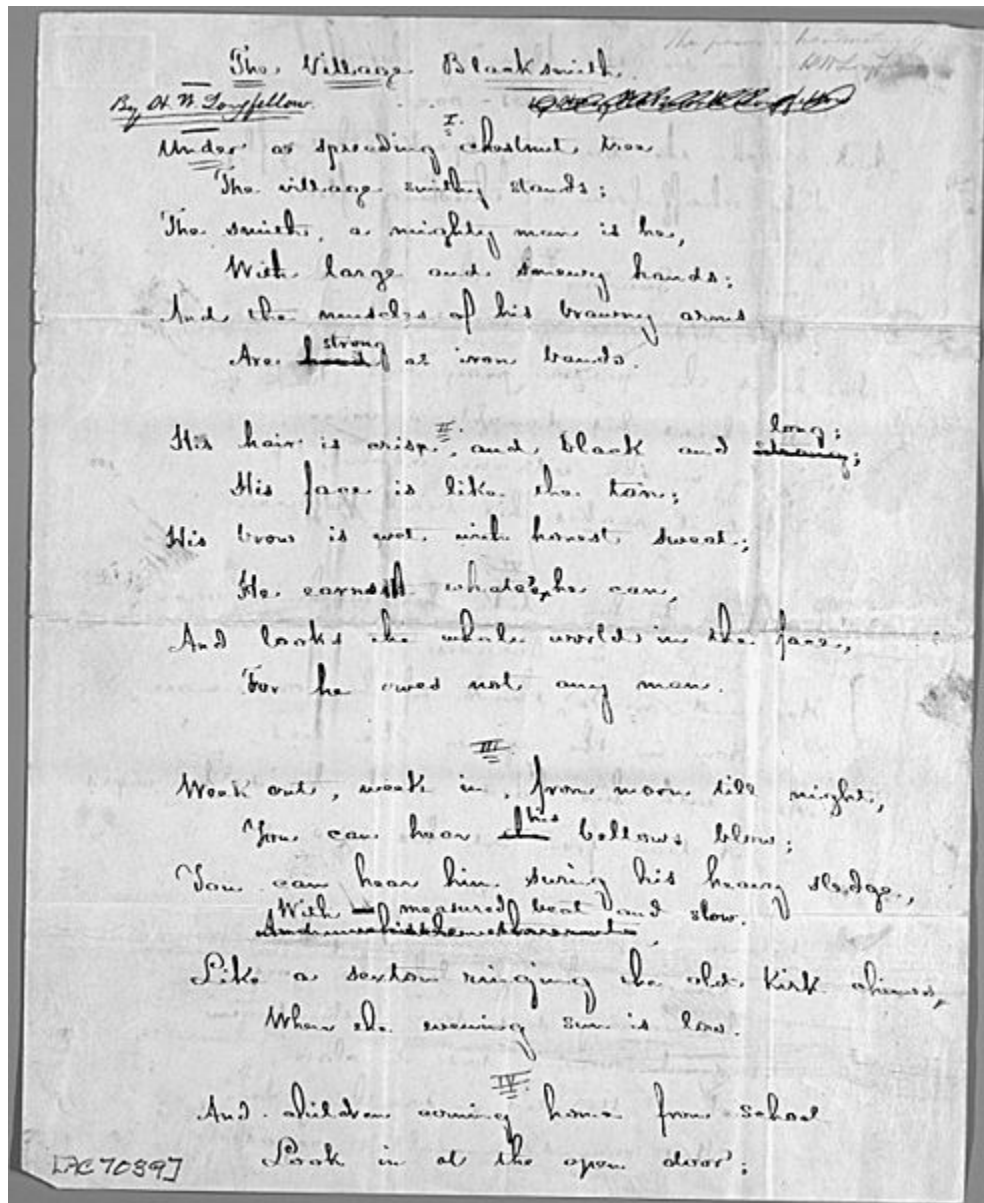 The Village Blacksmith.
By H. W. Longfellow.
I.
Under a spreading chestnut tree
The village smithy stands;
The smith, a mighty man is he,
With large and sinewy hands;
And the muscles of his brawny arms
Are hard strong as iron bands.
II.
His hair is crisp, and black and long;
His face is like the tan;
His brow is wet with honest sweat;
He earns whate'er he can,
And looks the whole world in the face,
For he owes not any man.
III.
Week out, week in, from morn till night,
You can hear his bellows blow;
You can hear him swing his heavy sledge,
With measured beat and slow.
Like a sexton ringing the old Kirk chimes,
When the evening sun is low.
IV.
And children coming home from school
Look in at the open door;
[AC7039]